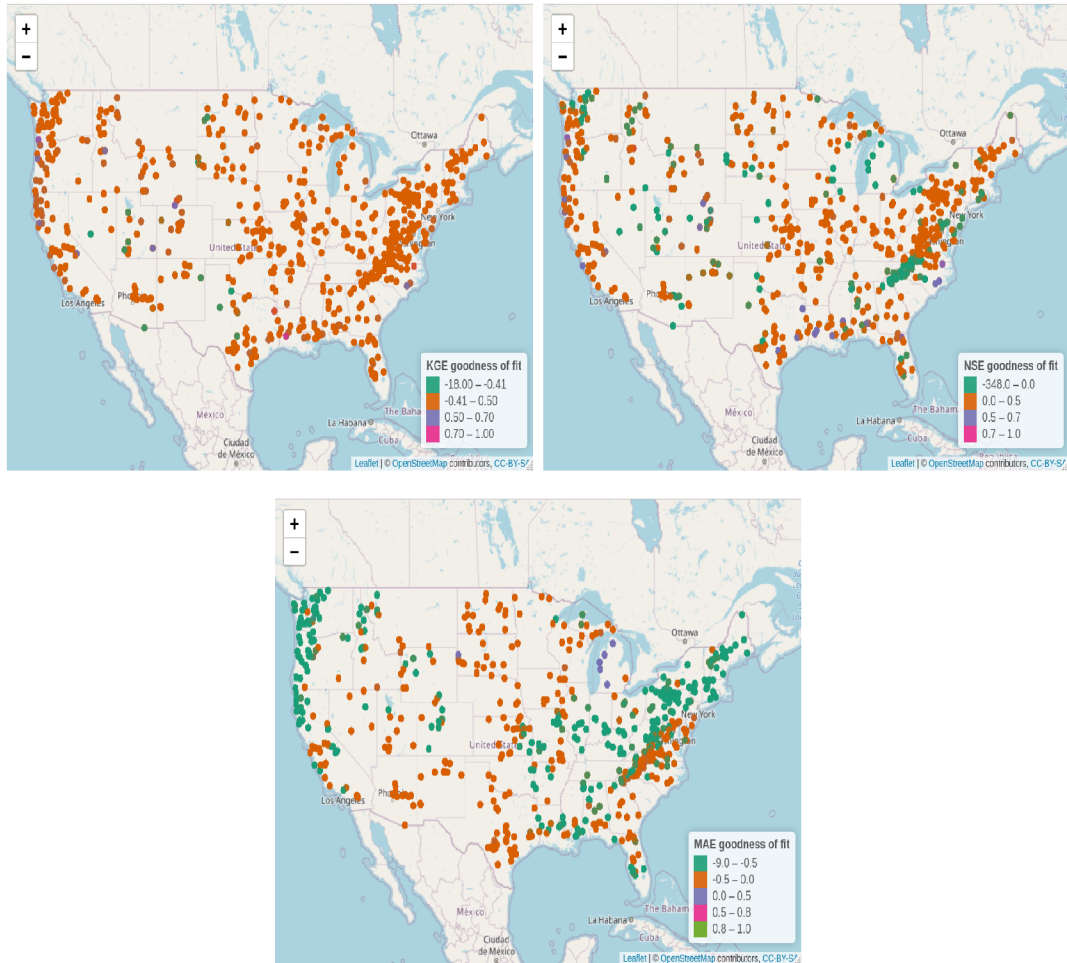 +
−
Ottawa
New York
United States
Los Angeles
México
Ciudad
de México
La Habana
The Baham
Cuba
KGE goodness of fit
-18.00 – -0.41
-0.41 – 0.50
0.50 – 0.70
0.70 – 1.00
Leaflet | © OpenStreetMap contributors, CC-BY-SA
+
−
Ottawa
New York
United States
Los Angeles
México
Ciudad
de México
La Habana
The Baham
Cuba
NSE goodness of fit
-348.0 – 0.0
0.0 – 0.5
0.5 – 0.7
0.7 – 1.0
Leaflet | © OpenStreetMap contributors, CC-BY-SA
+
−
Ottawa
New York
Los Angeles
México
Ciudad
de México
La Habana
The Baham
Cuba
MAE goodness of fit
-9.0 – -0.5
-0.5 – 0.0
0.0 – 0.5
0.5 – 0.8
0.8 – 1.0
Leaflet | © OpenStreetMap contributors, CC-BY-SA